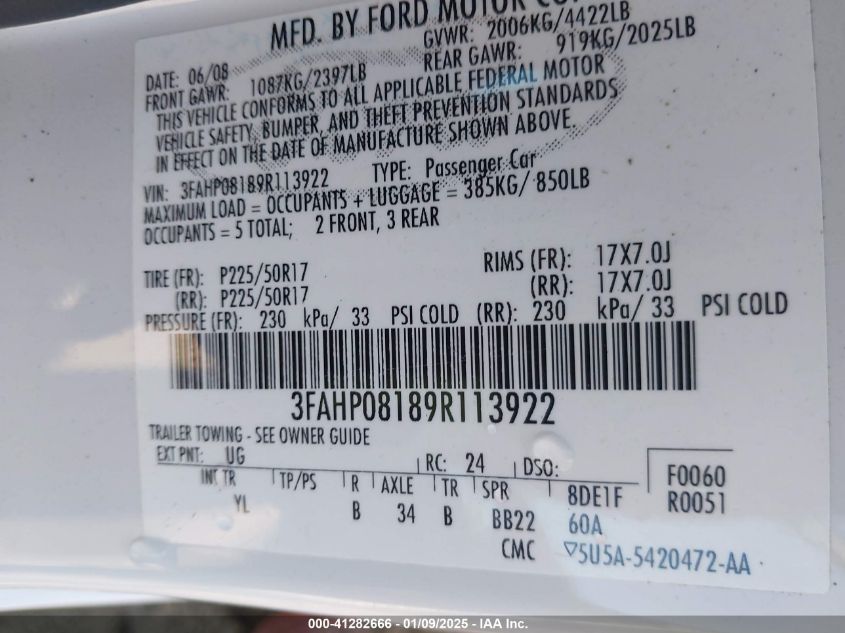 MFD. BY FORD MOTOR CO
DATE: 06/08 GVWR: 2006KG/4422LB
FRONT GAWR: 1087KG/2397LB REAR GAWR: 919KG/2025LB
THIS VEHICLE CONFORMS TO ALL APPLICABLE FEDERAL MOTOR
VEHICLE SAFETY, BUMPER, AND THEFT PREVENTION STANDARDS
IN EFFECT ON THE DATE OF MANUFACTURE SHOWN ABOVE.
VIN: 3FAHP08189R113922 TYPE: Passenger Car
MAXIMUM LOAD = OCCUPANTS + LUGGAGE = 385KG/ 850LB
OCCUPANTS = 5 TOTAL; 2 FRONT, 3 REAR
TIRE (FR): P225/50R17 RIMS (FR): 17X7.0J
(RR): P225/50R17 (RR): 17X7.0J
PRESSURE (FR): 230 kPa/ 33 PSI COLD (RR): 230 kPa/ 33 PSI COLD
3FAHP08189R113922
TRAILER TOWING - SEE OWNER GUIDE
EXT PNT: UG RC: 24 DSO: F0060
INT TR TP/PS R AXLE TR SPR 8DE1F R0051
YL B 34 B BB22 60A
CMC ▽5U5A-5420472-AA
000-41282666 - 01/09/2025 - IAA Inc.